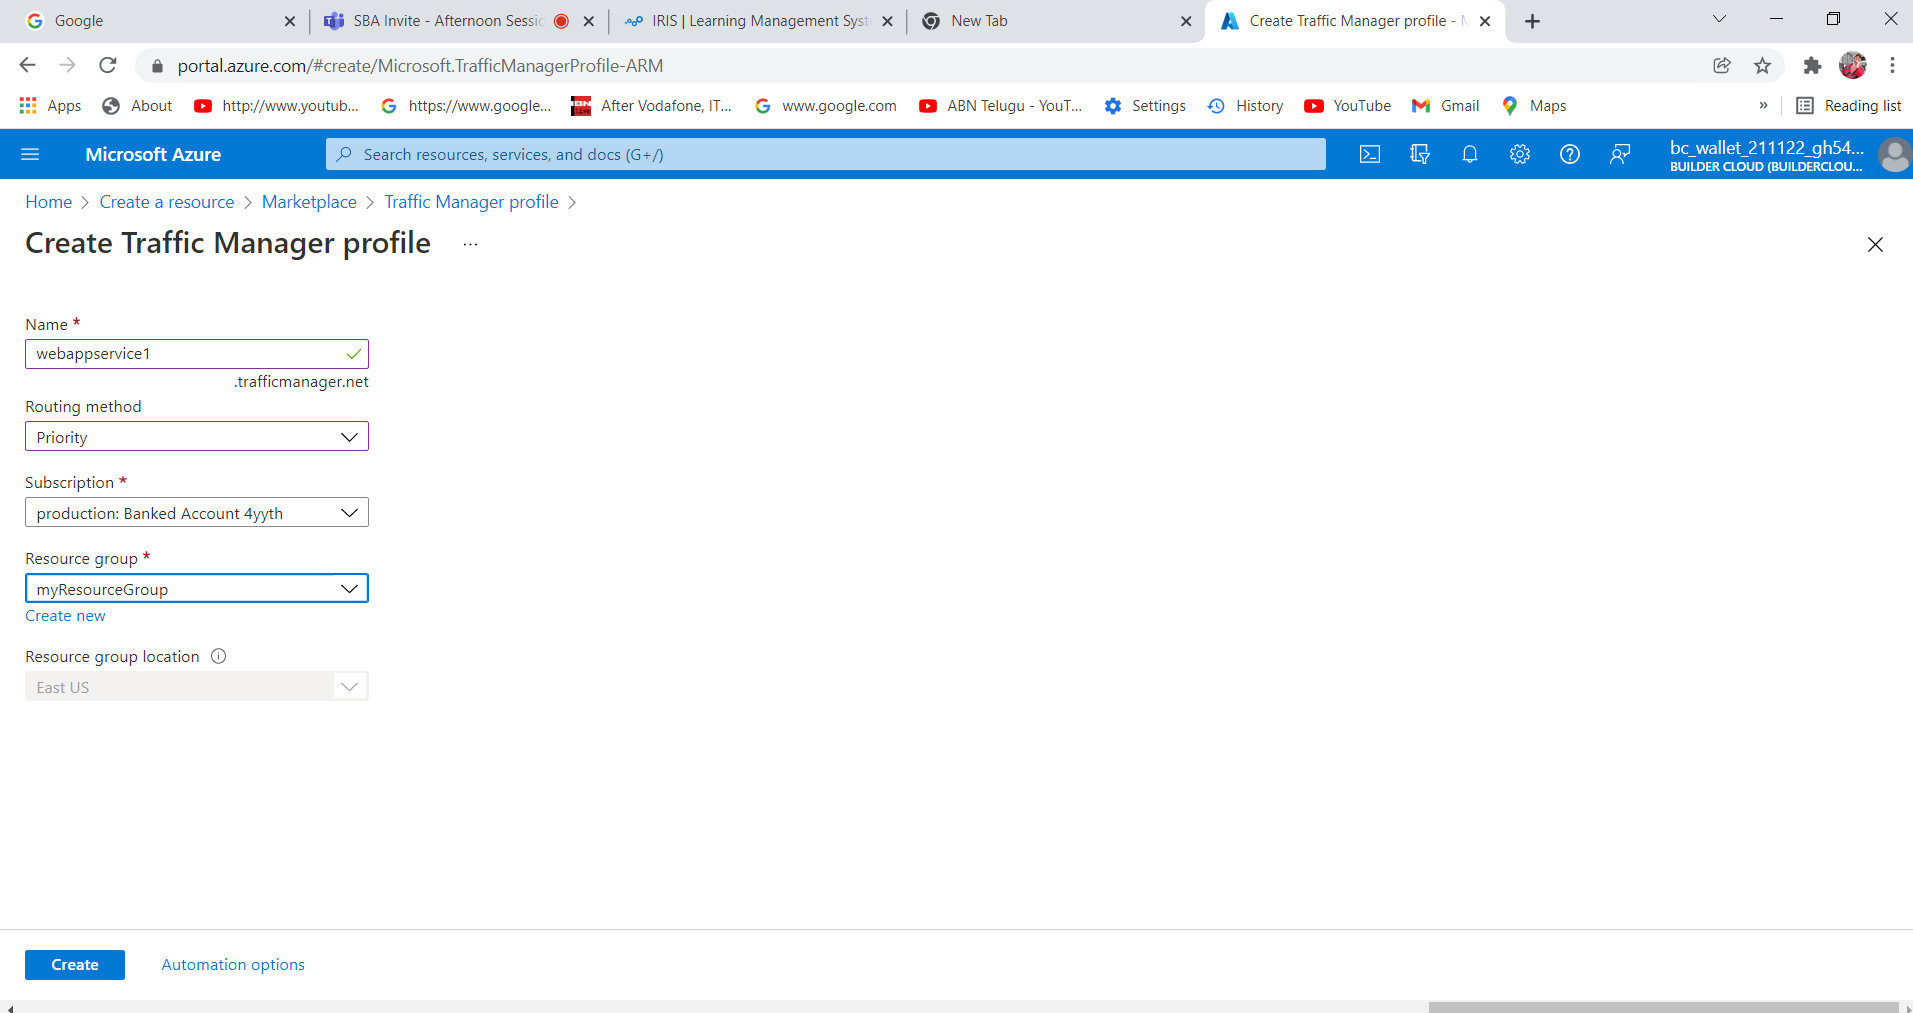 Google
SBA Invite - Afternoon Sessic
IRIS | Learning Management Syst
New Tab
Create Traffic Manager profile - M
portal.azure.com/#create/Microsoft.TrafficManagerProfile-ARM
Apps About http://www.youtub... https://www.google... After Vodafone, IT... www.google.com ABN Telugu - YouT... Settings History YouTube Gmail Maps » Reading list
Microsoft Azure
Search resources, services, and docs (G+/)
bc_wallet_211122_gh54...
BUILDER CLOUD (BUILDERCLOU...
Home > Create a resource > Marketplace > Traffic Manager profile >
Create Traffic Manager profile ...
Name *
webappservice1
.trafficmanager.net
Routing method
Priority
Subscription *
production: Banked Account 4yyth
Resource group *
myResourceGroup
Create new
Resource group location
East US
Create
Automation options